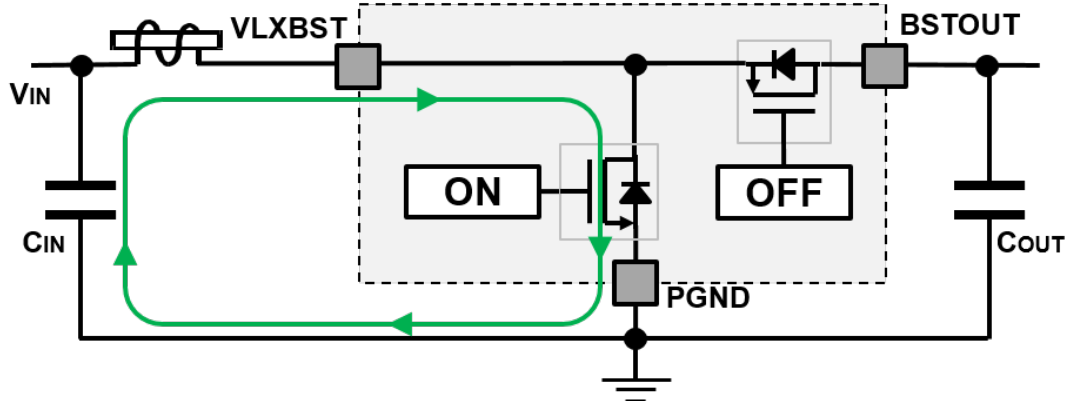 VLXBST
BSTOUT
VIN
ON
OFF
CIN
COUT
PGND